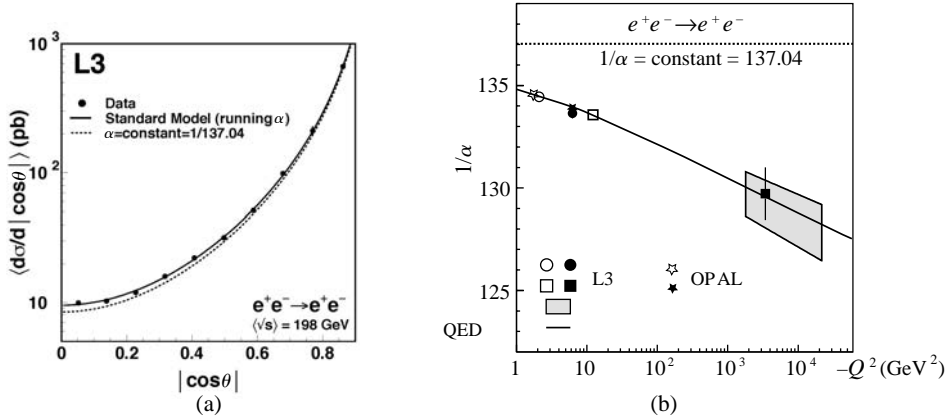 10³
L3
Data
Standard Model (running α)
α=constant=1/137.04
⟨dσ/d|cosθ|⟩ (pb)
10²
10
e⁺e⁻→e⁺e⁻
⟨√s⟩ = 198 GeV
0 0.2 0.4 0.6 0.8
|cosθ|
(a)
e⁺e⁻→e⁺e⁻
1/α = constant = 137.04
135
1/α
130
L3
OPAL
125
QED
1 10 10² 10³ 10⁴ −Q² (GeV²)
(b)